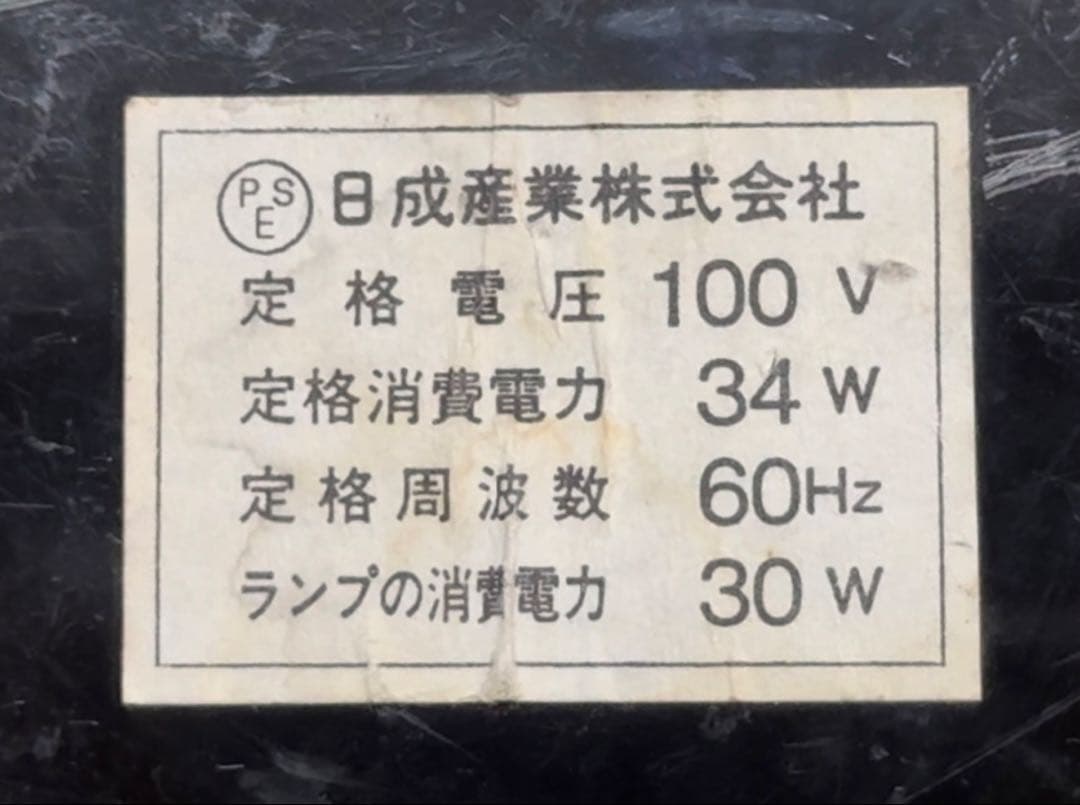 PSE 日成産業株式会社
定格電圧 100 V
定格消費電力 34 W
定格周波数 60Hz
ランプの消費電力 30 W